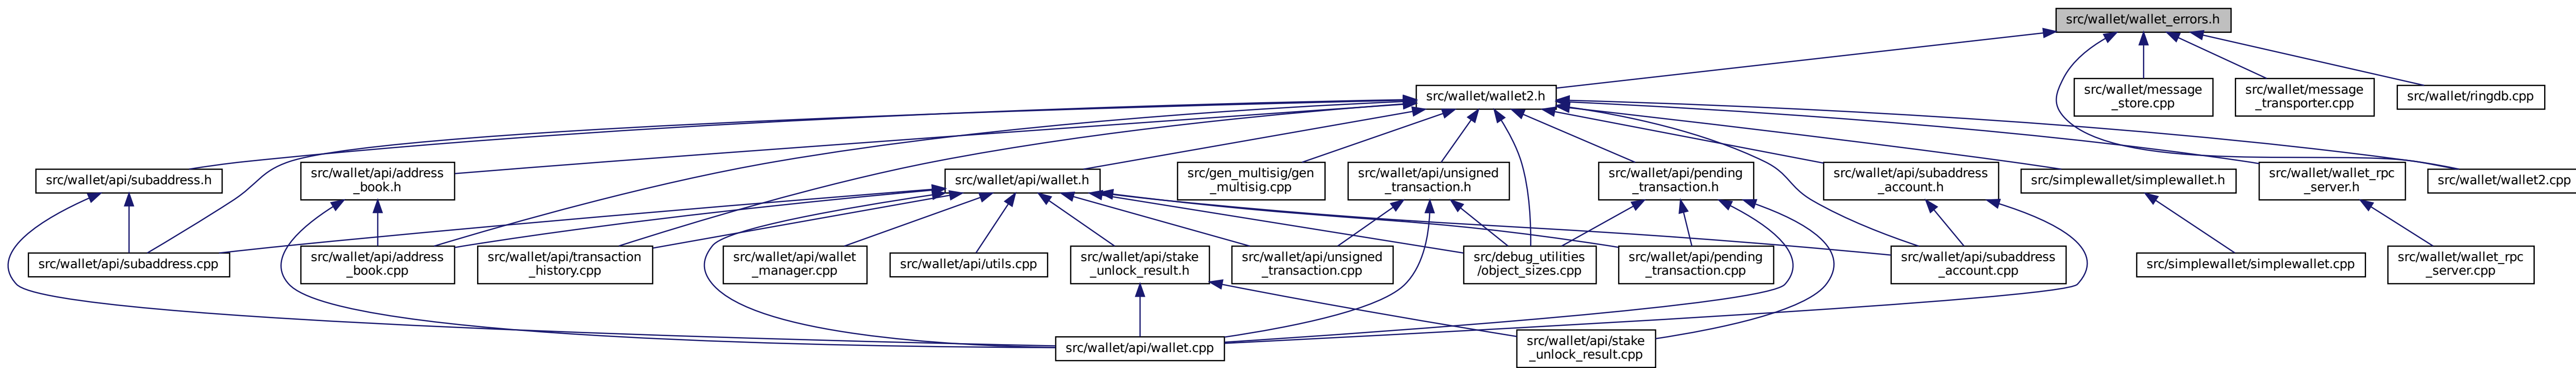 src/wallet/wallet_errors.h
src/wallet/wallet2.h
src/wallet/message
_store.cpp
src/wallet/message
_transporter.cpp
src/wallet/ringdb.cpp
src/wallet/api/subaddress.h
src/wallet/api/address
_book.h
src/wallet/api/wallet.h
src/gen_multisig/gen
_multisig.cpp
src/wallet/api/unsigned
_transaction.h
src/wallet/api/pending
_transaction.h
src/wallet/api/subaddress
_account.h
src/simplewallet/simplewallet.h
src/wallet/wallet_rpc
_server.h
src/wallet/wallet2.cpp
src/wallet/api/subaddress.cpp
src/wallet/api/address
_book.cpp
src/wallet/api/transaction
_history.cpp
src/wallet/api/wallet
_manager.cpp
src/wallet/api/utils.cpp
src/wallet/api/stake
_unlock_result.h
src/wallet/api/unsigned
_transaction.cpp
src/debug_utilities
/object_sizes.cpp
src/wallet/api/pending
_transaction.cpp
src/wallet/api/subaddress
_account.cpp
src/simplewallet/simplewallet.cpp
src/wallet/wallet_rpc
_server.cpp
src/wallet/api/wallet.cpp
src/wallet/api/stake
_unlock_result.cpp